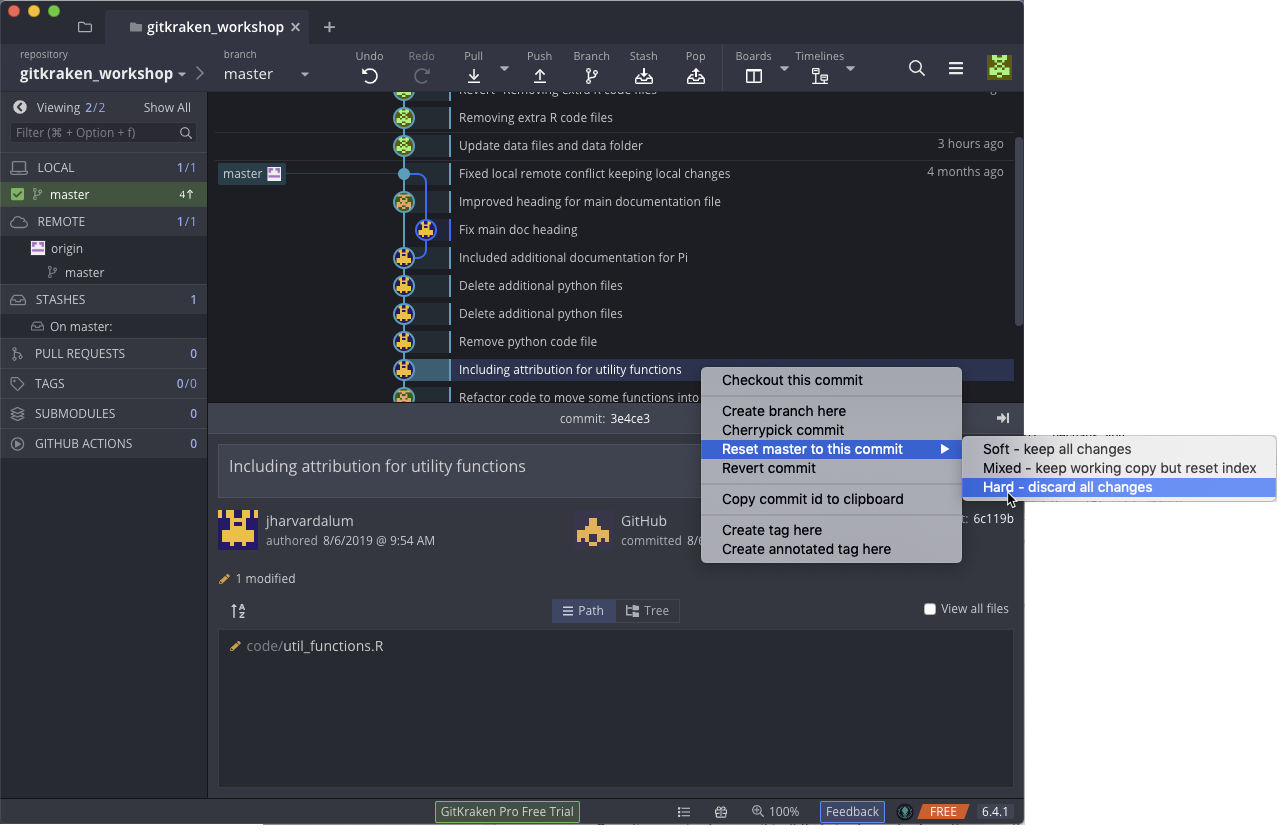 gitkraken_workshop
repository
gitkraken_workshop
branch
master
Undo
Redo
Pull
Push
Branch
Stash
Pop
Boards
Timelines
Viewing 2/2
Show All
Filter (⌘ + Option + f)
LOCAL 1/1
master 4↑
REMOTE 1/1
origin
master
STASHES 1
On master:
PULL REQUESTS 0
TAGS 0/0
SUBMODULES 0
GITHUB ACTIONS 0
Revert "Removing extra R code files"
Removing extra R code files
Update data files and data folder 3 hours ago
master
Fixed local remote conflict keeping local changes 4 months ago
Improved heading for main documentation file
Fix main doc heading
Included additional documentation for Pi
Delete additional python files
Delete additional python files
Remove python code file
Including attribution for utility functions
Refactor code to move some functions into
commit: 3e4ce3
Including attribution for utility functions
jharvardalum
authored 8/6/2019 @ 9:54 AM
GitHub
committed 8/6
6c119b
1 modified
Path
Tree
View all files
code/util_functions.R
Checkout this commit
Create branch here
Cherrypick commit
Reset master to this commit
Revert commit
Copy commit id to clipboard
Create tag here
Create annotated tag here
Soft - keep all changes
Mixed - keep working copy but reset index
Hard - discard all changes
GitKraken Pro Free Trial
100%
Feedback
FREE
6.4.1